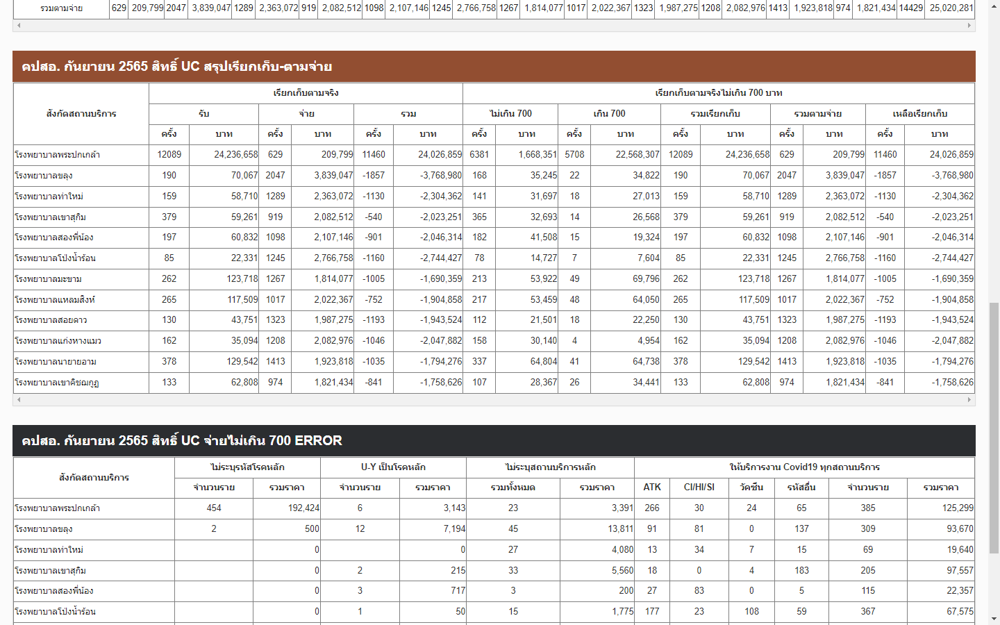 รวมตามจ่าย 629 209,799 2047 3,839,047 1289 2,363,072 919 2,082,512 1098 2,107,146 1245 2,766,758 1267 1,814,077 1017 2,022,367 1323 1,987,275 1208 2,082,976 1413 1,923,818 974 1,821,434 14429 25,020,281
คปสอ. กันยายน 2565 สิทธิ์ UC สรุปเรียกเก็บ-ตามจ่าย
เรียกเก็บตามจริง เรียกเก็บตามจริงไม่เกิน 700 บาท
สังกัดสถานบริการ รับ จ่าย รวม ไม่เกิน 700 เกิน 700 รวมเรียกเก็บ รวมตามจ่าย เหลือเรียกเก็บ
ครั้ง บาท ครั้ง บาท ครั้ง บาท ครั้ง บาท ครั้ง บาท ครั้ง บาท ครั้ง บาท ครั้ง บาท
โรงพยาบาลพระปกเกล้า 12089 24,236,658 629 209,799 11460 24,026,859 6381 1,668,351 5708 22,568,307 12089 24,236,658 629 209,799 11460 24,026,859
โรงพยาบาลขลุง 190 70,067 2047 3,839,047 -1857 -3,768,980 168 35,245 22 34,822 190 70,067 2047 3,839,047 -1857 -3,768,980
โรงพยาบาลท่าใหม่ 159 58,710 1289 2,363,072 -1130 -2,304,362 141 31,697 18 27,013 159 58,710 1289 2,363,072 -1130 -2,304,362
โรงพยาบาลเขาสุกิม 379 59,261 919 2,082,512 -540 -2,023,251 365 32,693 14 26,568 379 59,261 919 2,082,512 -540 -2,023,251
โรงพยาบาลสองพี่น้อง 197 60,832 1098 2,107,146 -901 -2,046,314 182 41,508 15 19,324 197 60,832 1098 2,107,146 -901 -2,046,314
โรงพยาบาลโป่งน้ำร้อน 85 22,331 1245 2,766,758 -1160 -2,744,427 78 14,727 7 7,604 85 22,331 1245 2,766,758 -1160 -2,744,427
โรงพยาบาลมะขาม 262 123,718 1267 1,814,077 -1005 -1,690,359 213 53,922 49 69,796 262 123,718 1267 1,814,077 -1005 -1,690,359
โรงพยาบาลแหลมสิงห์ 265 117,509 1017 2,022,367 -752 -1,904,858 217 53,459 48 64,050 265 117,509 1017 2,022,367 -752 -1,904,858
โรงพยาบาลสอยดาว 130 43,751 1323 1,987,275 -1193 -1,943,524 112 21,501 18 22,250 130 43,751 1323 1,987,275 -1193 -1,943,524
โรงพยาบาลแก่งหางแมว 162 35,094 1208 2,082,976 -1046 -2,047,882 158 30,140 4 4,954 162 35,094 1208 2,082,976 -1046 -2,047,882
โรงพยาบาลนายายอาม 378 129,542 1413 1,923,818 -1035 -1,794,276 337 64,804 41 64,738 378 129,542 1413 1,923,818 -1035 -1,794,276
โรงพยาบาลเขาคิชฌกูฏ 133 62,808 974 1,821,434 -841 -1,758,626 107 28,367 26 34,441 133 62,808 974 1,821,434 -841 -1,758,626
คปสอ. กันยายน 2565 สิทธิ์ UC จ่ายไม่เกิน 700 ERROR
สังกัดสถานบริการ ไม่ระบุรหัสโรคหลัก U-Y เป็นโรคหลัก ไม่ระบุสถานบริการหลัก ให้บริการงาน Covid19 ทุกสถานบริการ
จำนวนราย รวมราคา จำนวนราย รวมราคา รวมทั้งหมด รวมราคา ATK CI/HI/SI วัคซีน รหัสอื่น จำนวนราย รวมราคา
โรงพยาบาลพระปกเกล้า 454 192,424 6 3,143 23 3,391 266 30 24 65 385 125,299
โรงพยาบาลขลุง 2 500 12 7,194 45 13,811 91 81 0 137 309 93,670
โรงพยาบาลท่าใหม่ 0 0 27 4,080 13 34 7 15 69 19,640
โรงพยาบาลเขาสุกิม 0 2 215 33 5,560 18 0 4 183 205 97,557
โรงพยาบาลสองพี่น้อง 0 3 717 3 200 27 83 0 5 115 22,357
โรงพยาบาลโป่งน้ำร้อน 0 1 50 15 1,775 177 23 108 59 367 67,575